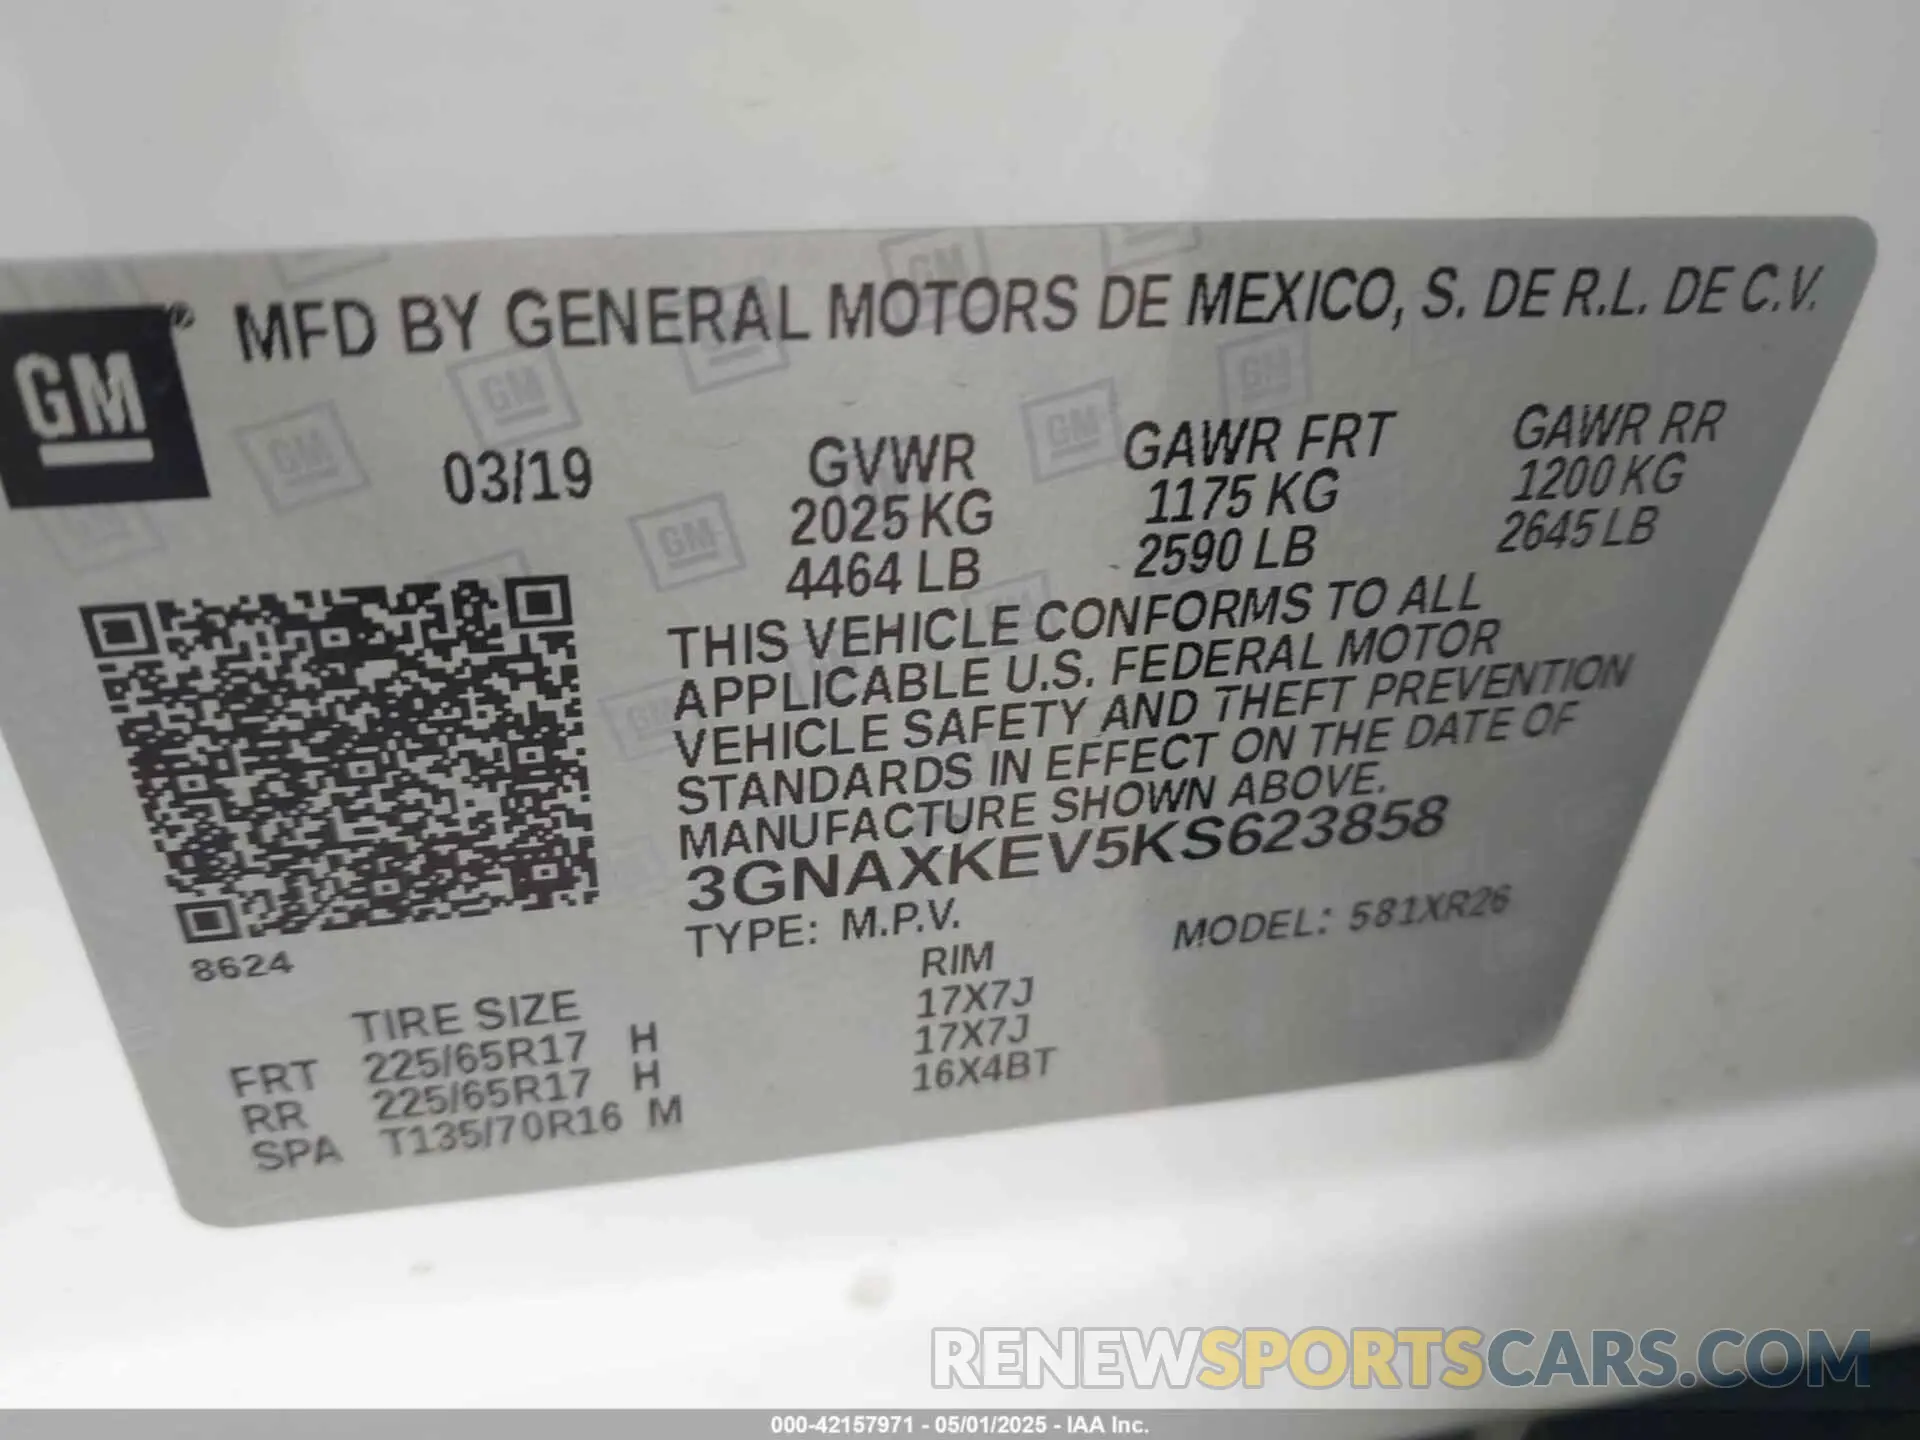 MFD BY GENERAL MOTORS DE MEXICO, S. DE R.L. DE C.V.
GM
03/19
GVWR GAWR FRT GAWR RR
2025 KG 1175 KG 1200 KG
4464 LB 2590 LB 2645 LB
THIS VEHICLE CONFORMS TO ALL
APPLICABLE U.S. FEDERAL MOTOR
VEHICLE SAFETY AND THEFT PREVENTION
STANDARDS IN EFFECT ON THE DATE OF
MANUFACTURE SHOWN ABOVE.
3GNAXKEV5KS623858
TYPE: M.P.V. MODEL: 581XR26
8624
TIRE SIZE RIM
FRT 225/65R17 H 17X7J
RR 225/65R17 H 17X7J
SPA T135/70R16 M 16X4BT
RENEWSPORTSCARS.COM
000-42157971 - 05/01/2025 - IAA Inc.